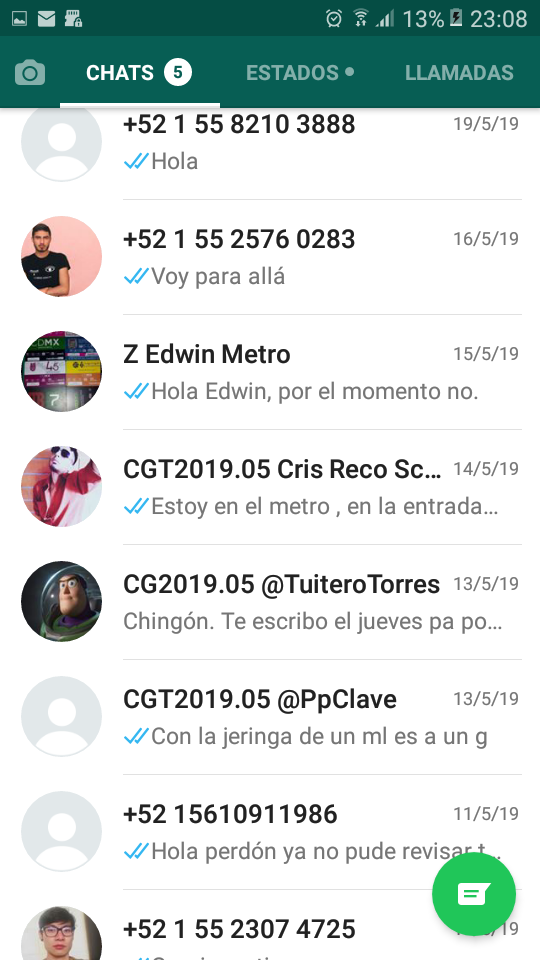 13% 23:08
CHATS 5 ESTADOS LLAMADAS
+52 1 55 8210 3888 19/5/19
Hola
+52 1 55 2576 0283 16/5/19
Voy para allá
Z Edwin Metro 15/5/19
Hola Edwin, por el momento no.
CGT2019.05 Cris Reco Sc... 14/5/19
Estoy en el metro , en la entrada...
CG2019.05 @TuiteroTorres 13/5/19
Chingón. Te escribo el jueves pa po...
CGT2019.05 @PpClave 13/5/19
Con la jeringa de un ml es a un g
+52 15610911986 11/5/19
Hola perdón ya no pude revisar t...
+52 1 55 2307 4725